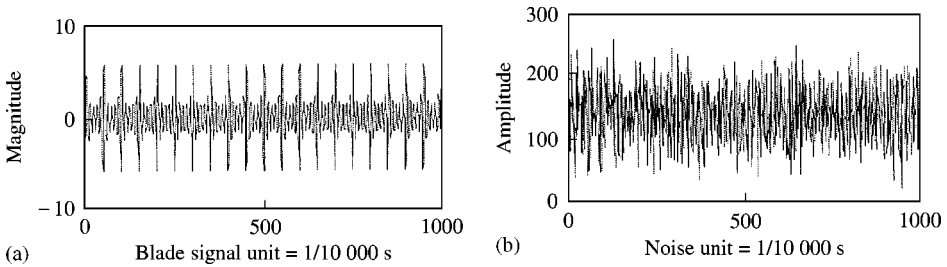 10
0
−10
Magnitude
0
500
1000
(a)
Blade signal unit = 1/10 000 s
300
200
100
0
Amplitude
0
500
1000
(b)
Noise unit = 1/10 000 s